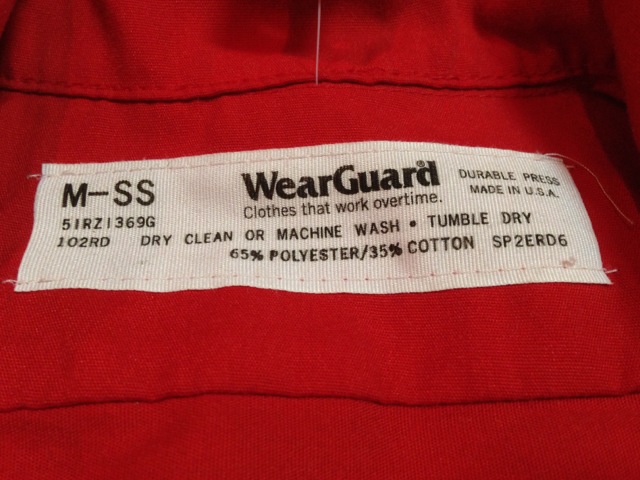 M-SS
WearGuard®
DURABLE PRESS
MADE IN U.S.A.
51RZ1369G
Clothes that work overtime.
102RD DRY CLEAN OR MACHINE WASH • TUMBLE DRY
65% POLYESTER/35% COTTON SP2ERD6